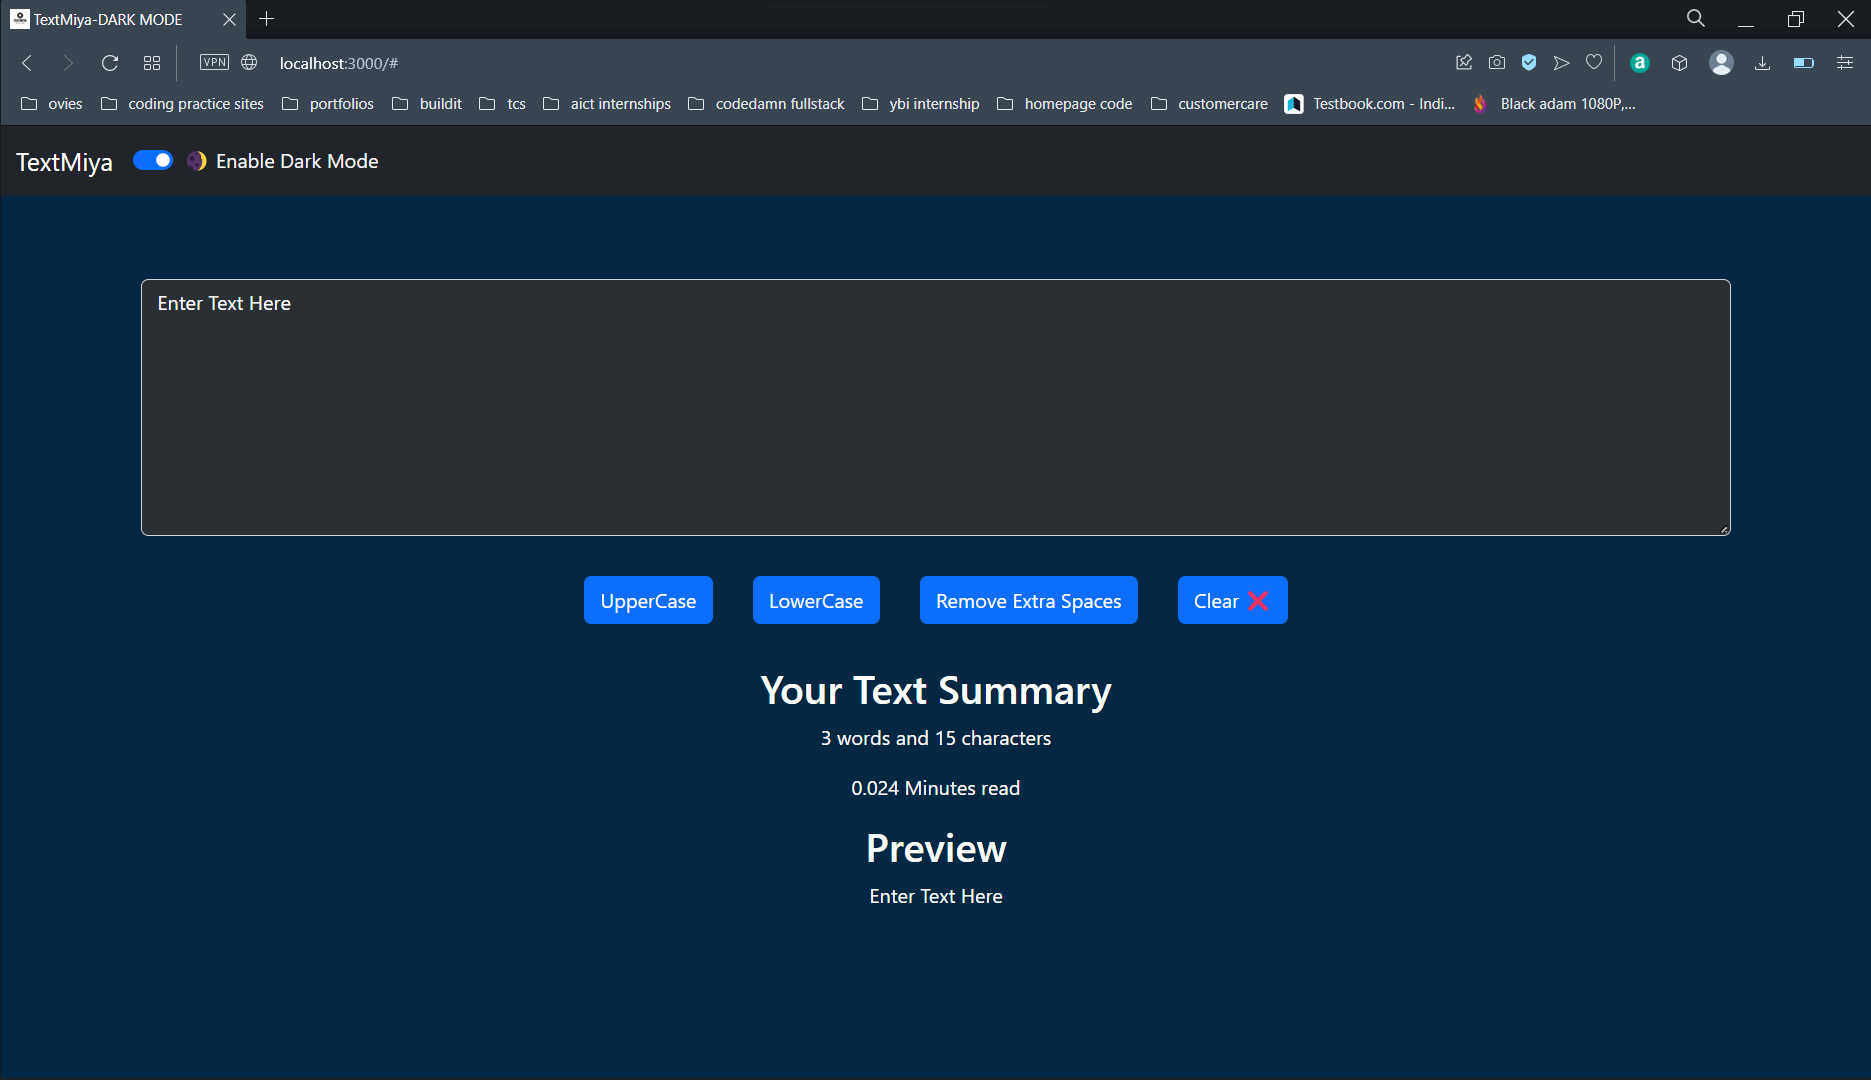 TextMiya-DARK MODE
VPN localhost:3000/#
ovies coding practice sites portfolios buildit tcs aict internships codedamn fullstack ybi internship homepage code customercare Testbook.com - Indi... Black adam 1080P,...
TextMiya Enable Dark Mode
Enter Text Here
UpperCase LowerCase Remove Extra Spaces Clear ❌
Your Text Summary
3 words and 15 characters
0.024 Minutes read
Preview
Enter Text Here